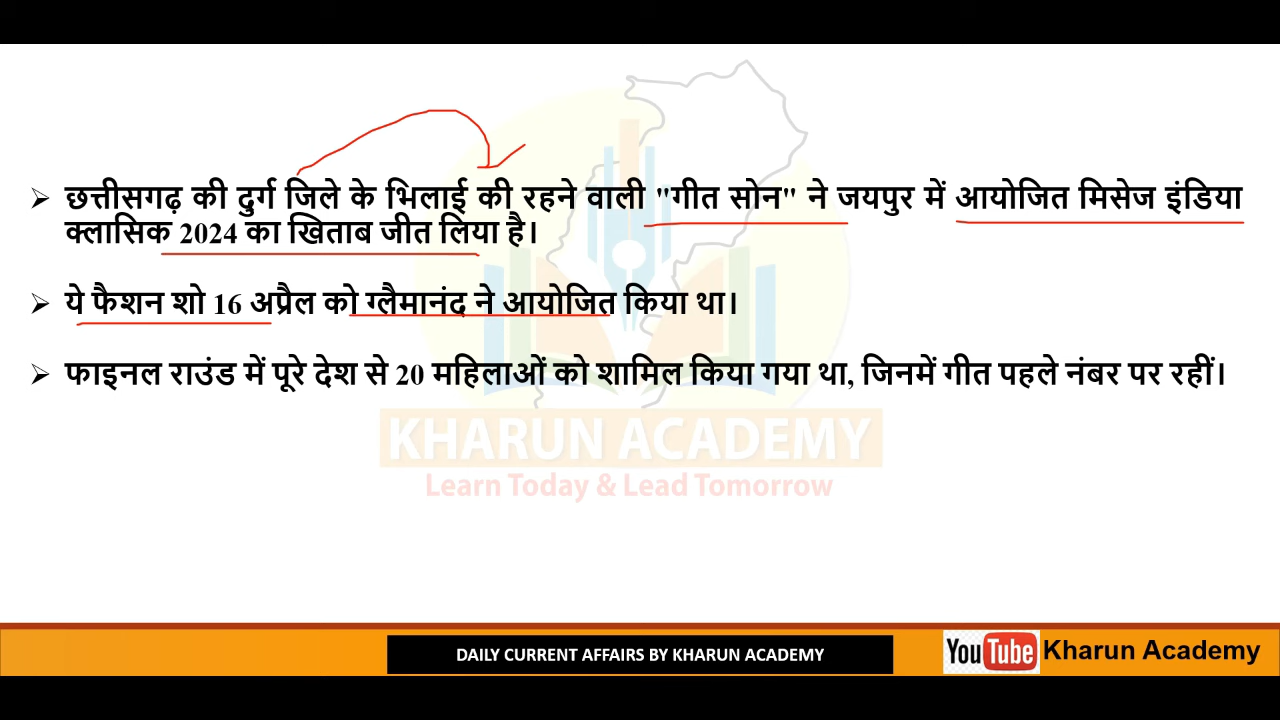 ➢ छत्तीसगढ़ की दुर्ग जिले के भिलाई की रहने वाली "गीत सोन" ने जयपुर में आयोजित मिसेज इंडिया
क्लासिक 2024 का खिताब जीत लिया है।
➢ ये फैशन शो 16 अप्रैल को ग्लैमानंद ने आयोजित किया था।
➢ फाइनल राउंड में पूरे देश से 20 महिलाओं को शामिल किया गया था, जिनमें गीत पहले नंबर पर रहीं।
KHARUN ACADEMY
Learn Today & Lead Tomorrow
DAILY CURRENT AFFAIRS BY KHARUN ACADEMY
YouTube Kharun Academy